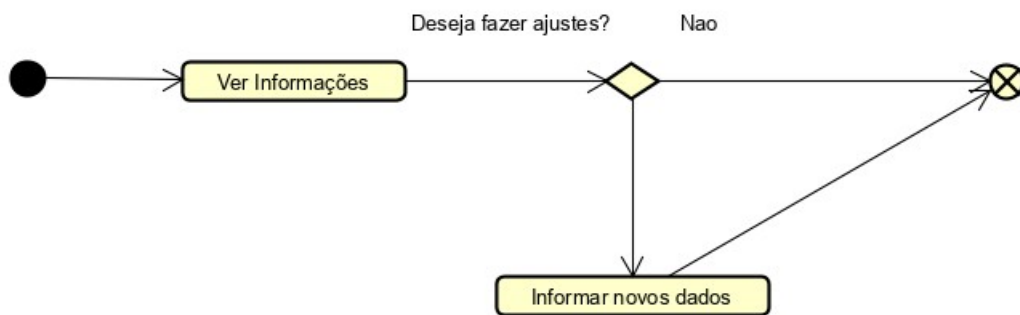 Deseja fazer ajustes?
Nao
Ver Informações
Informar novos dados